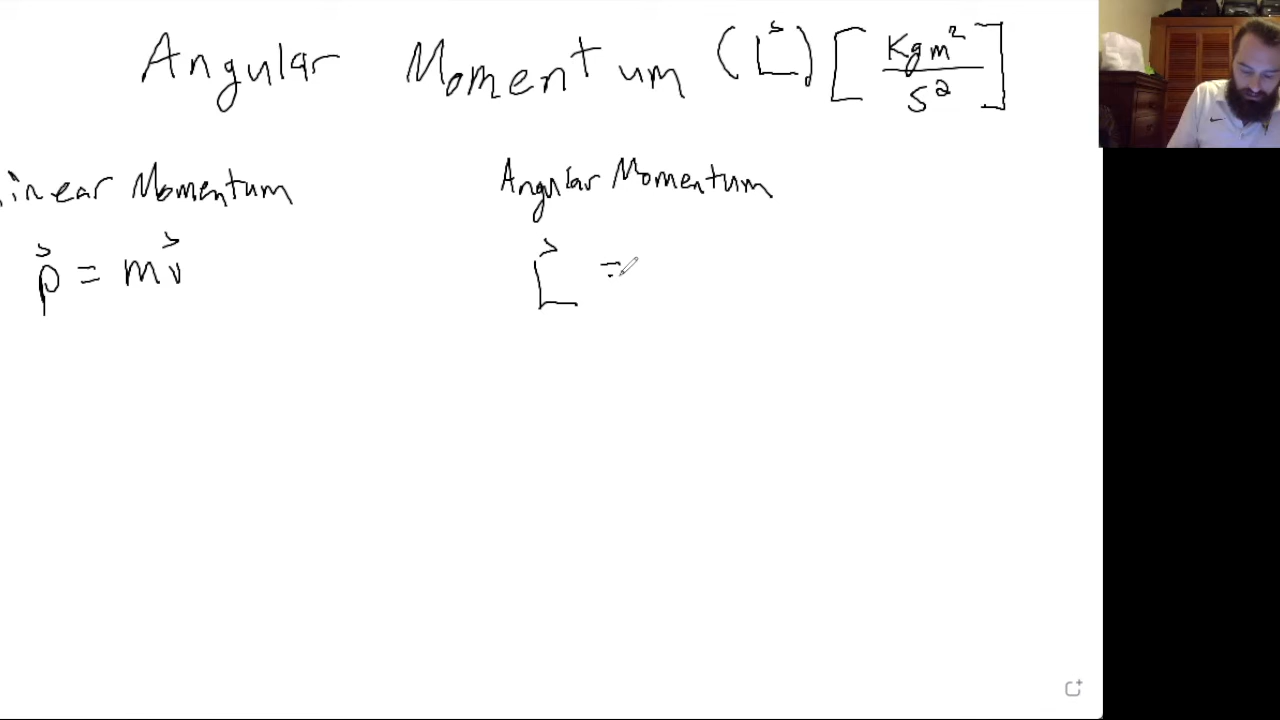 Angular Momentum (L⃗) [Kgm²/s²]
Linear Momentum
Angular Momentum
p⃗ = mv⃗
L⃗ =